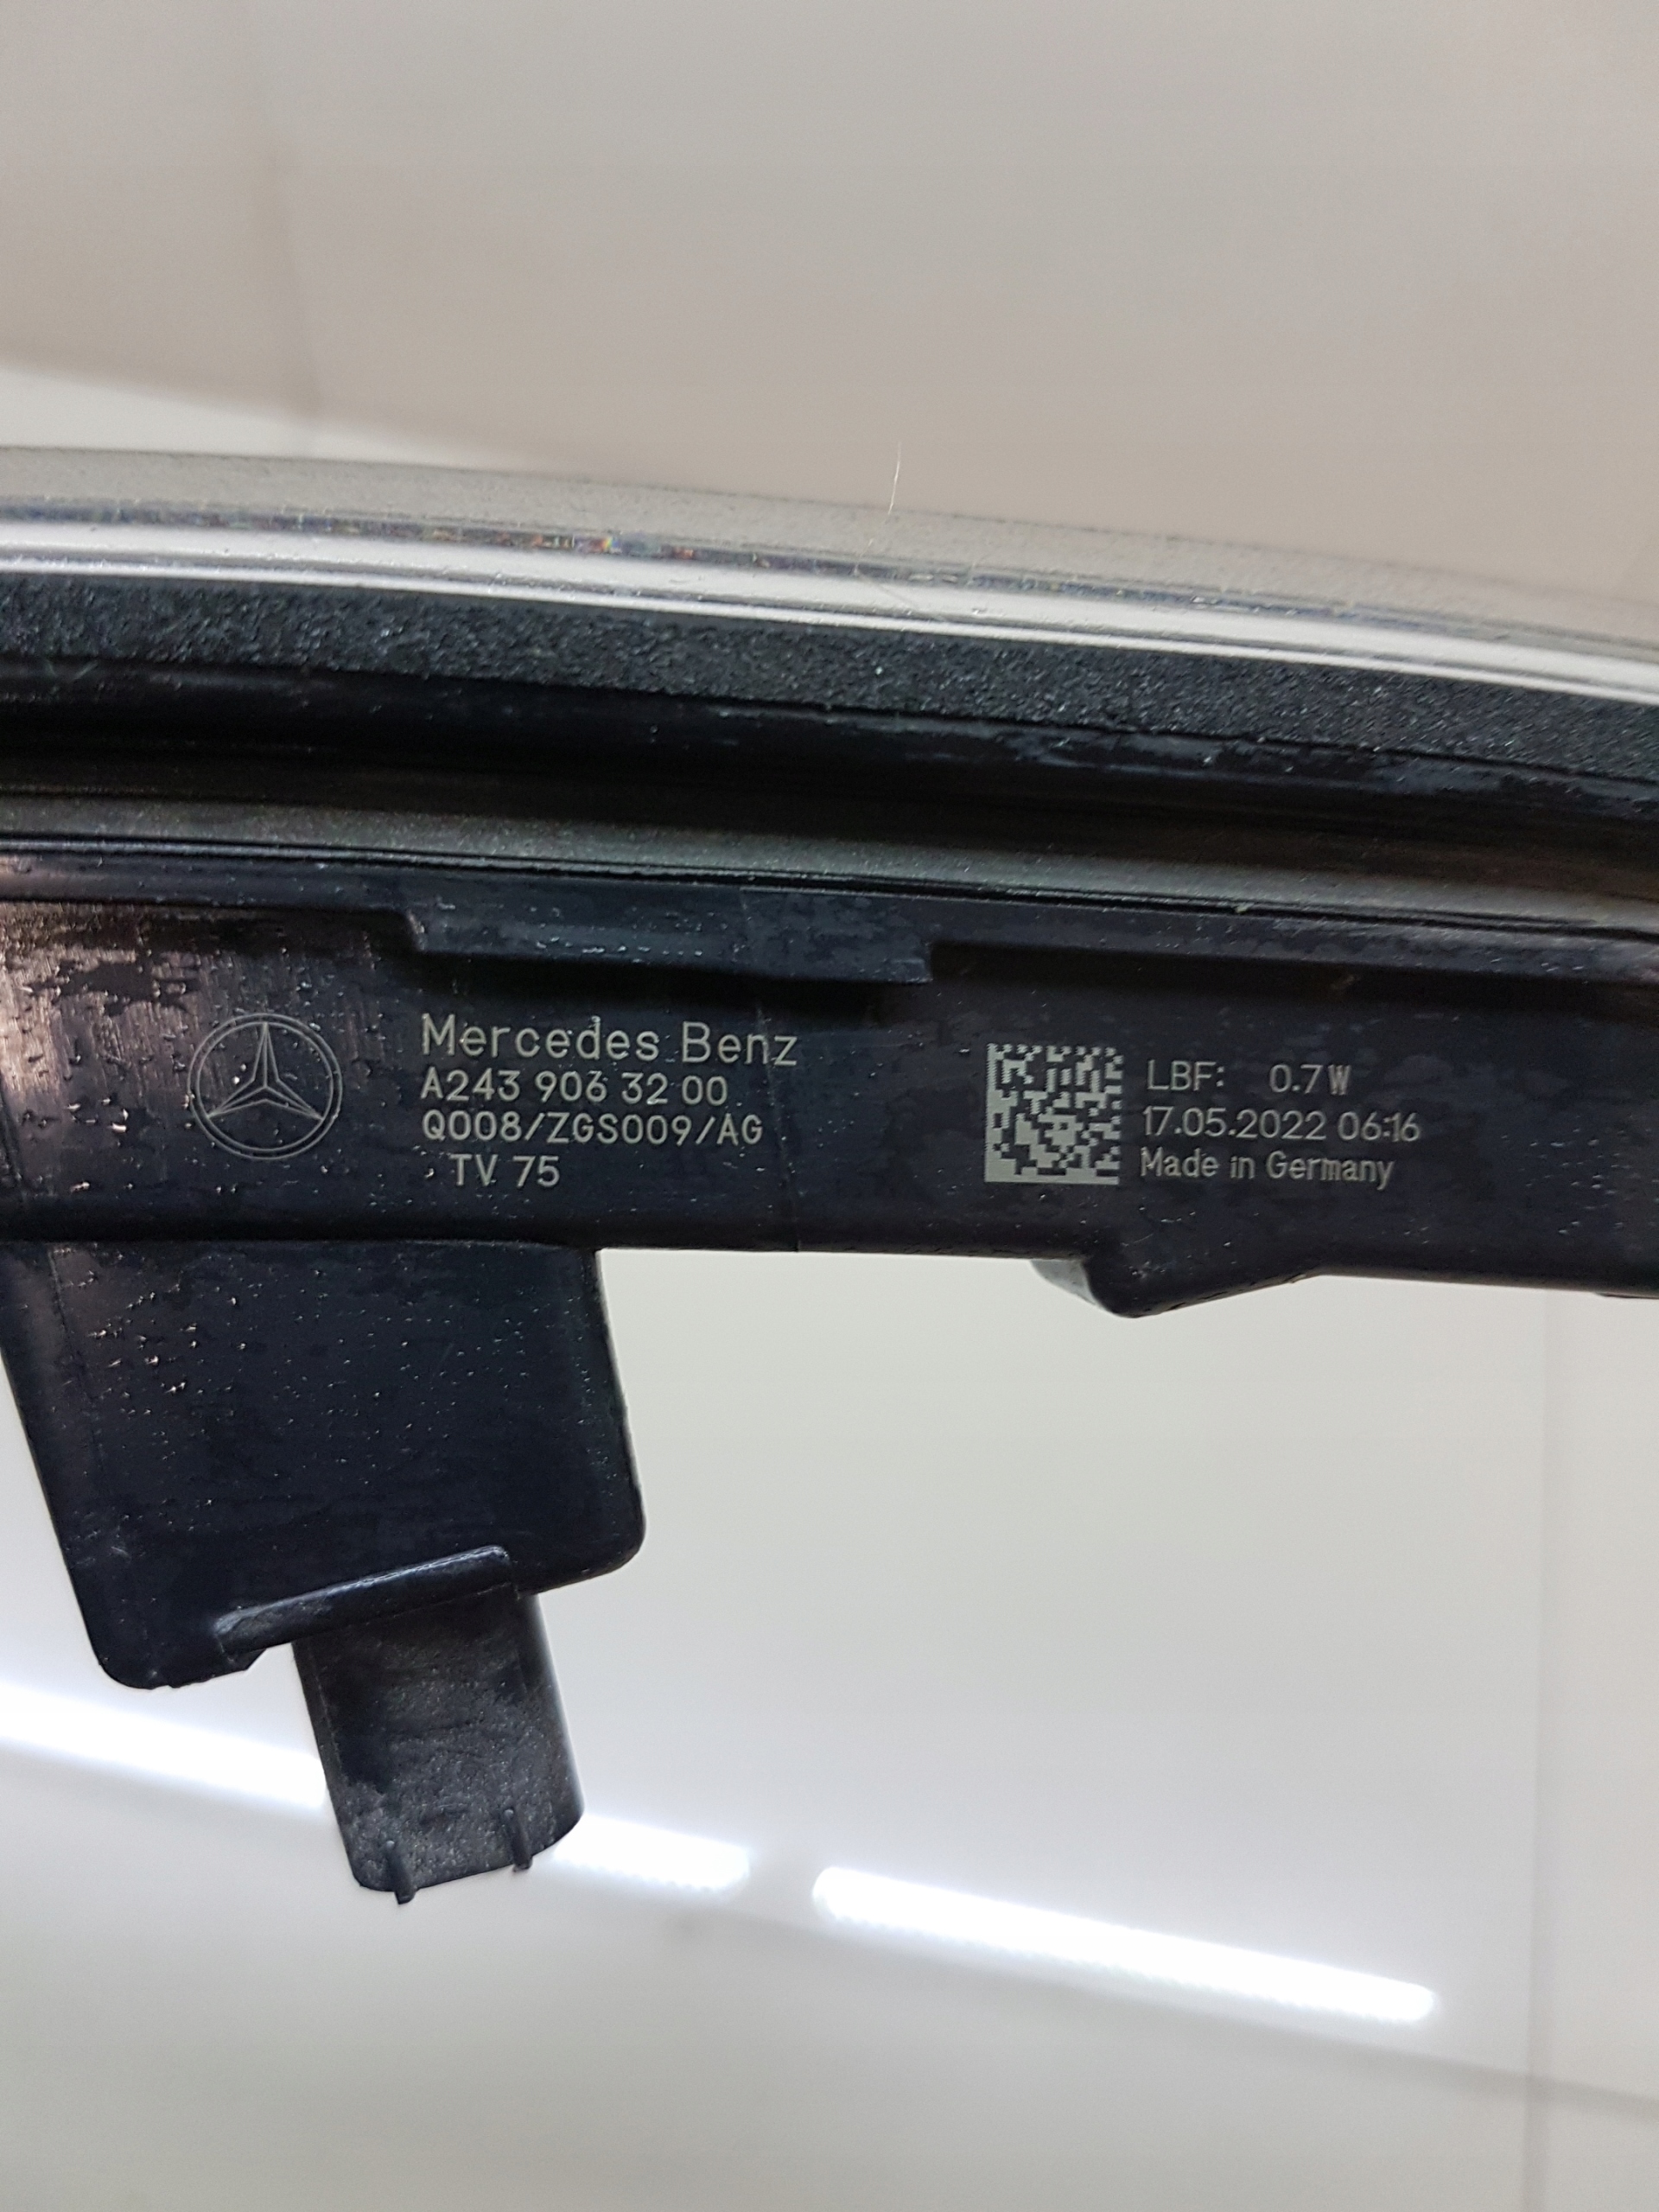 Mercedes Benz
A243 906 32 00
Q008/ZGS009/AG
TV 75
LBF: 0.7W
17.05.2022 06:16
Made in Germany